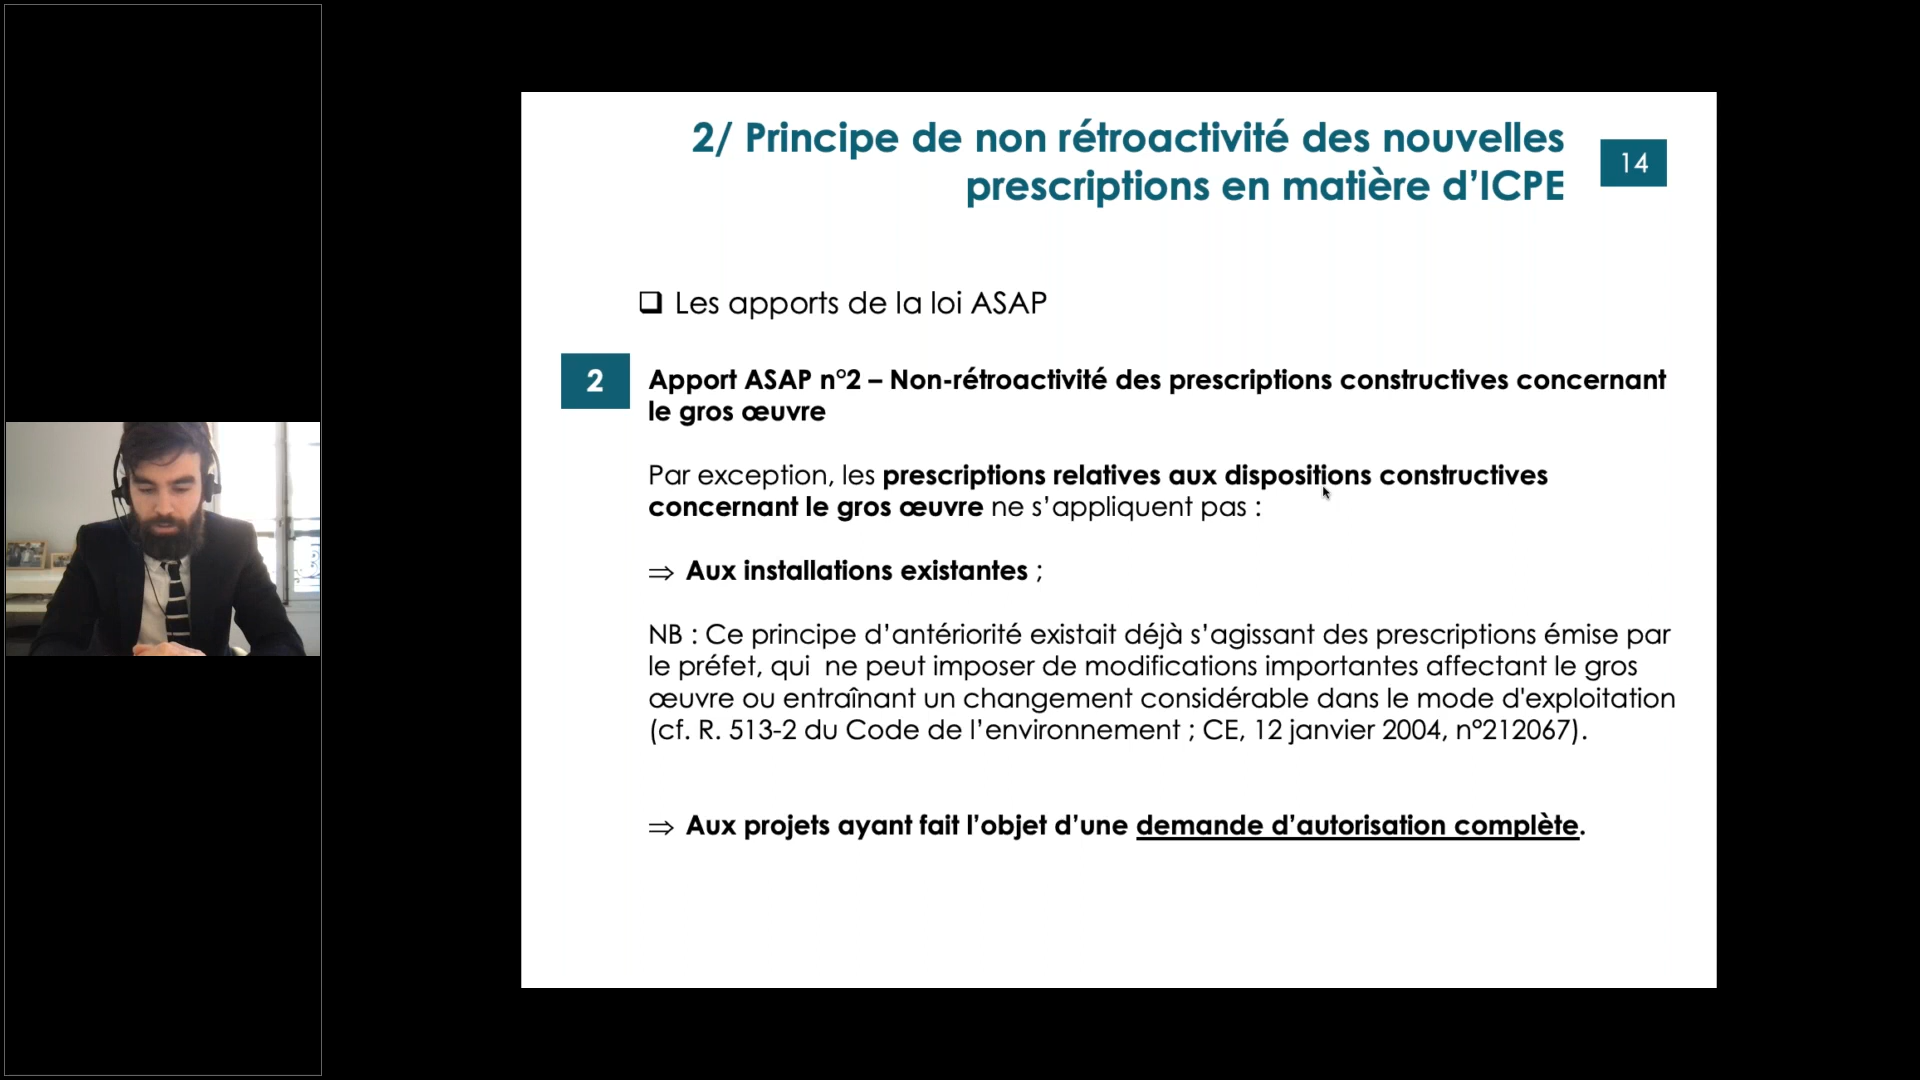 2/ Principe de non rétroactivité des nouvelles
prescriptions en matière d’ICPE
14
❑ Les apports de la loi ASAP
2
Apport ASAP n°2 – Non-rétroactivité des prescriptions constructives concernant
le gros œuvre
Par exception, les prescriptions relatives aux dispositions constructives
concernant le gros œuvre ne s’appliquent pas :
⇒ Aux installations existantes ;
NB : Ce principe d’antériorité existait déjà s’agissant des prescriptions émise par
le préfet, qui  ne peut imposer de modifications importantes affectant le gros
œuvre ou entraînant un changement considérable dans le mode d'exploitation
(cf. R. 513-2 du Code de l’environnement ; CE, 12 janvier 2004, n°212067).
⇒ Aux projets ayant fait l’objet d’une demande d’autorisation complète.